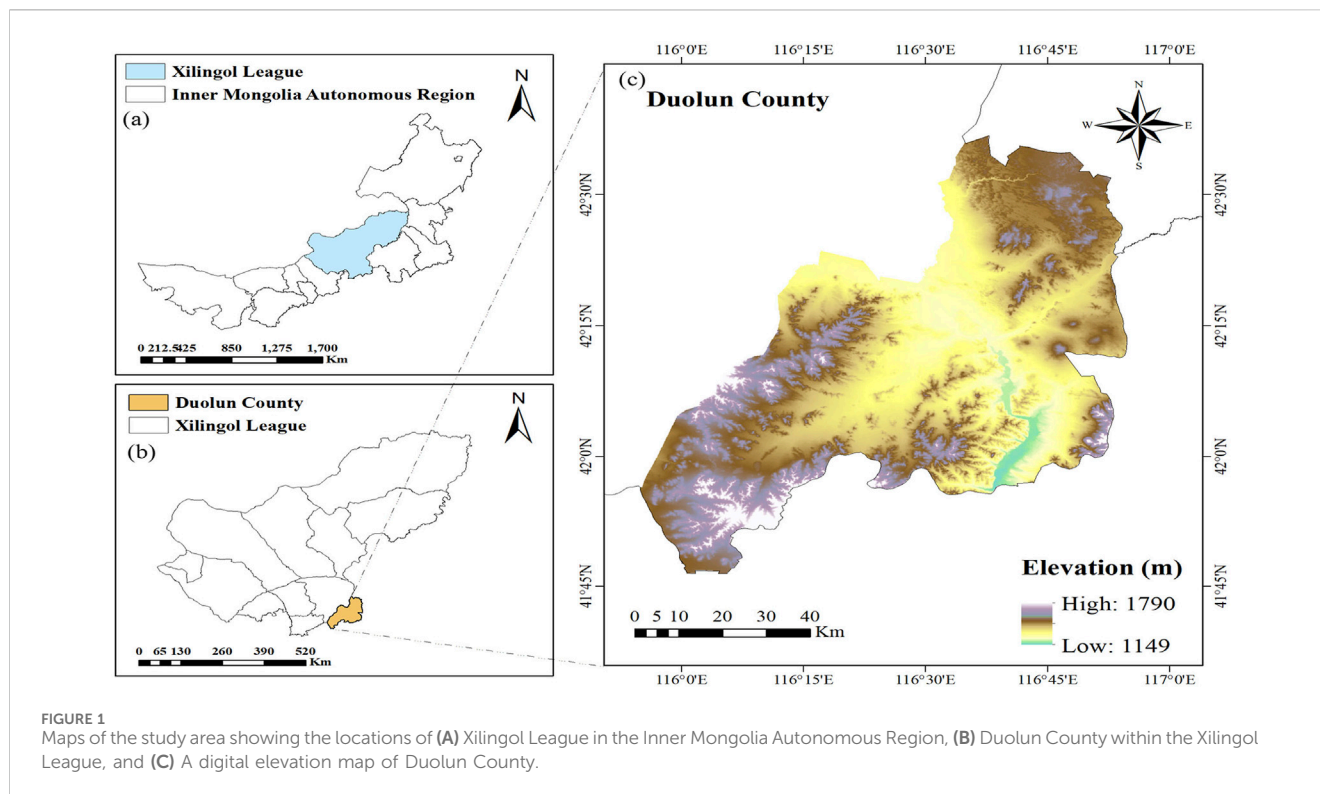 Xilingol League
Inner Mongolia Autonomous Region
(a)
N
0 212.5425 850 1,275 1,700
Km
Duolun County
Xilingol League
(b)
N
0 65 130 260 390 520
Km
116°0'E 116°15'E 116°30'E 116°45'E 117°0'E
(c)
Duolun County
N
W E
S
42°30'N 42°30'N
42°15'N 42°15'N
42°0'N 42°0'N
41°45'N 41°45'N
Elevation (m)
High: 1790
Low: 1149
0 5 10 20 30 40
Km
116°0'E 116°15'E 116°30'E 116°45'E 117°0'E
FIGURE 1
Maps of the study area showing the locations of (A) Xilingol League in the Inner Mongolia Autonomous Region, (B) Duolun County within the Xilingol
League, and (C) A digital elevation map of Duolun County.